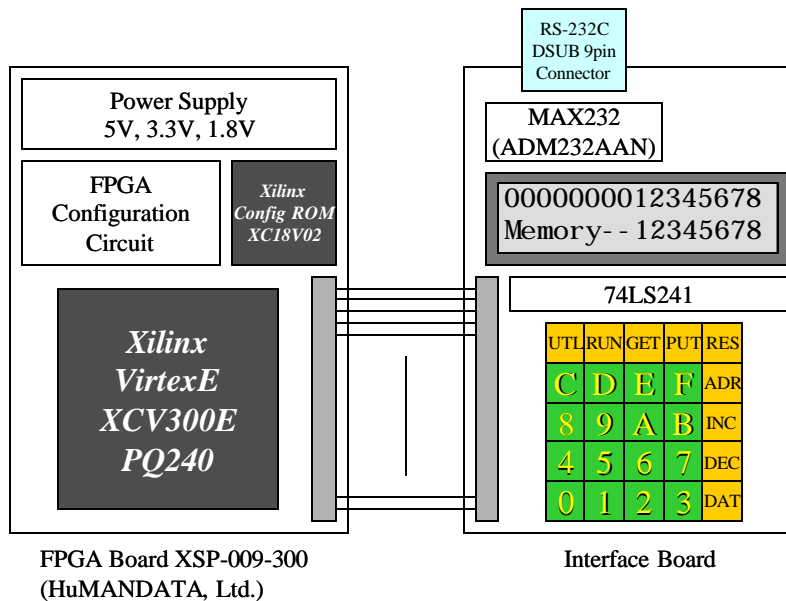 RS-232C
DSUB 9pin
Connector
Power Supply
5V, 3.3V, 1.8V
FPGA
Configuration
Circuit
Xilinx
Config ROM
XC18V02
Xilinx
VirtexE
XCV300E
PQ240
FPGA Board XSP-009-300
(HuMANDATA, Ltd.)
MAX232
(ADM232AAN)
0000000012345678
Memory--12345678
74LS241
UTL RUN GET PUT RES
C D E F ADR
8 9 A B INC
4 5 6 7 DEC
0 1 2 3 DAT
Interface Board